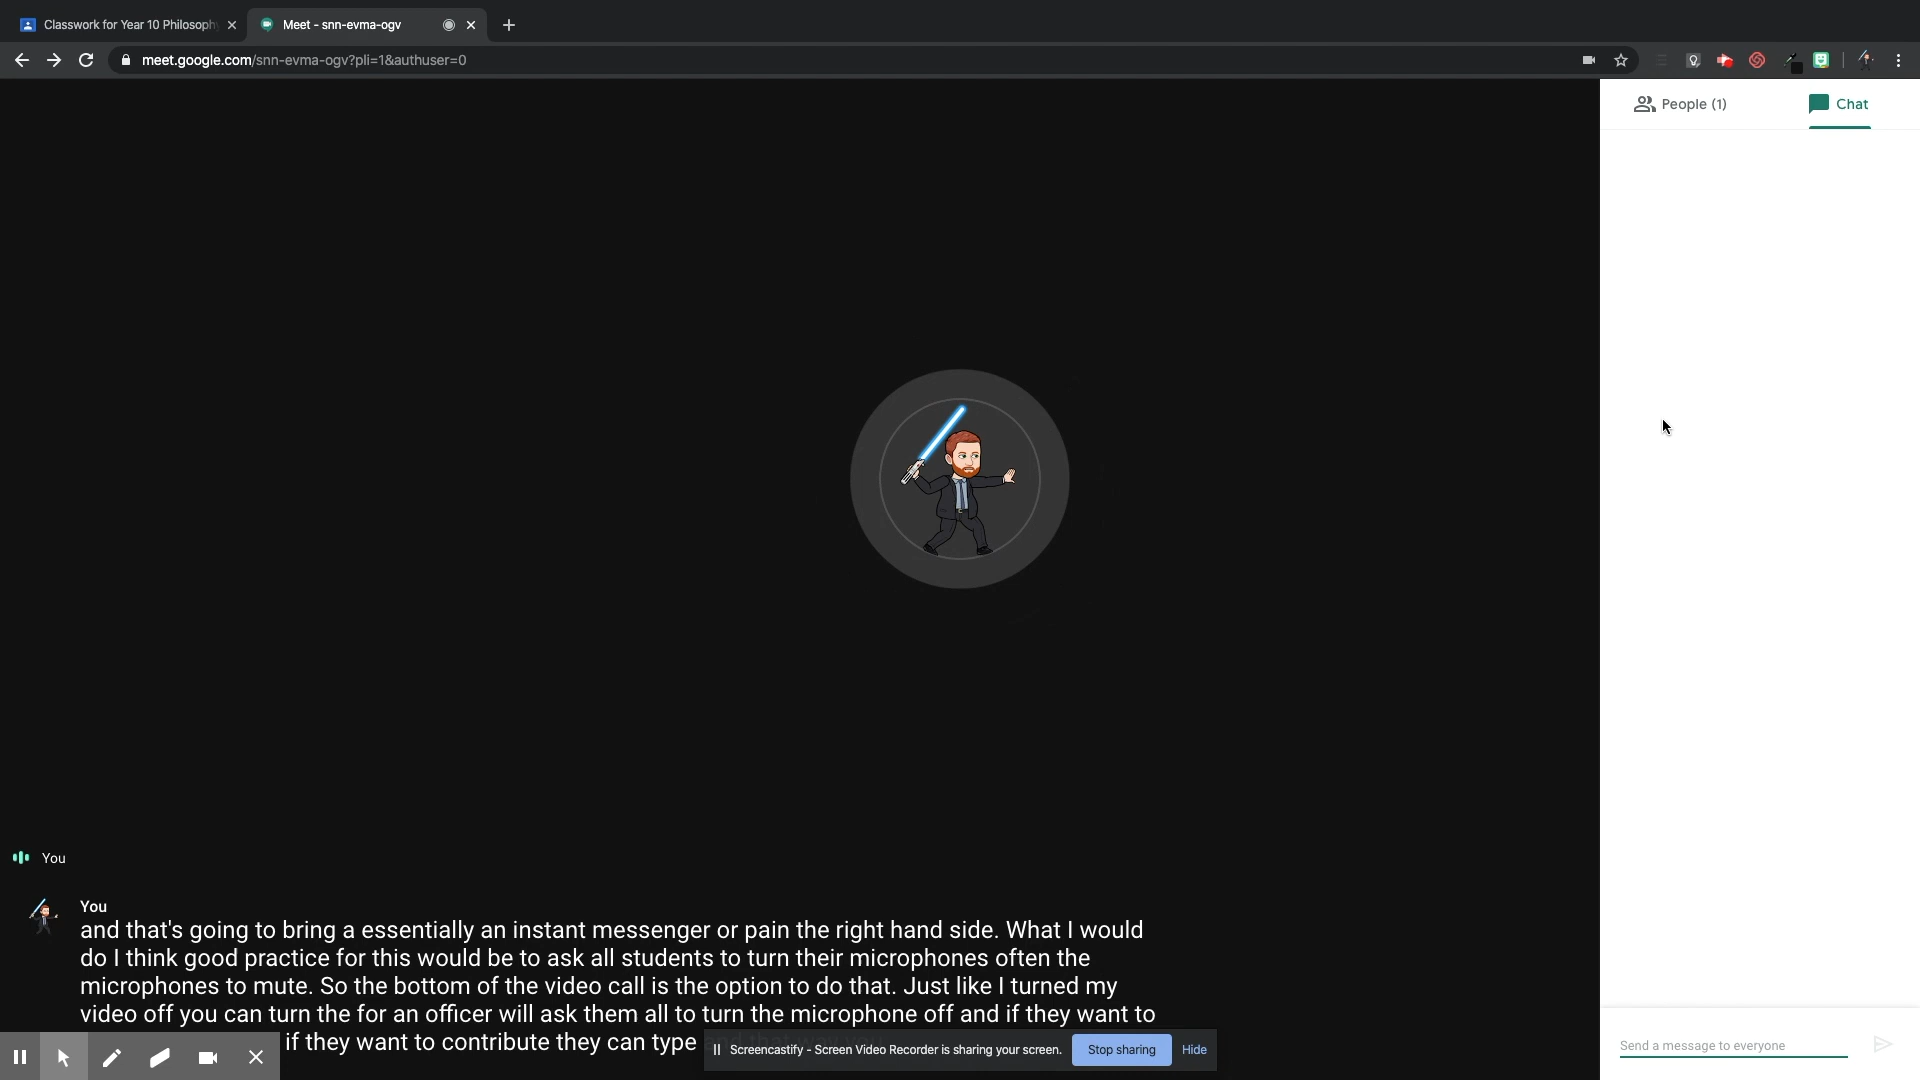 Classwork for Year 10 Philosoph
Meet - snn-evma-ogv
meet.google.com/snn-evma-ogv?pli=1&authuser=0
People (1)
Chat
You
You
and that's going to bring a essentially an instant messenger or pain the right hand side. What I would
do I think good practice for this would be to ask all students to turn their microphones often the
microphones to mute. So the bottom of the video call is the option to do that. Just like I turned my
video off you can turn the for an officer will ask them all to turn the microphone off and if they want to
if they want to contribute they can type
Screencastify - Screen Video Recorder is sharing your screen.
Stop sharing
Hide
Send a message to everyone